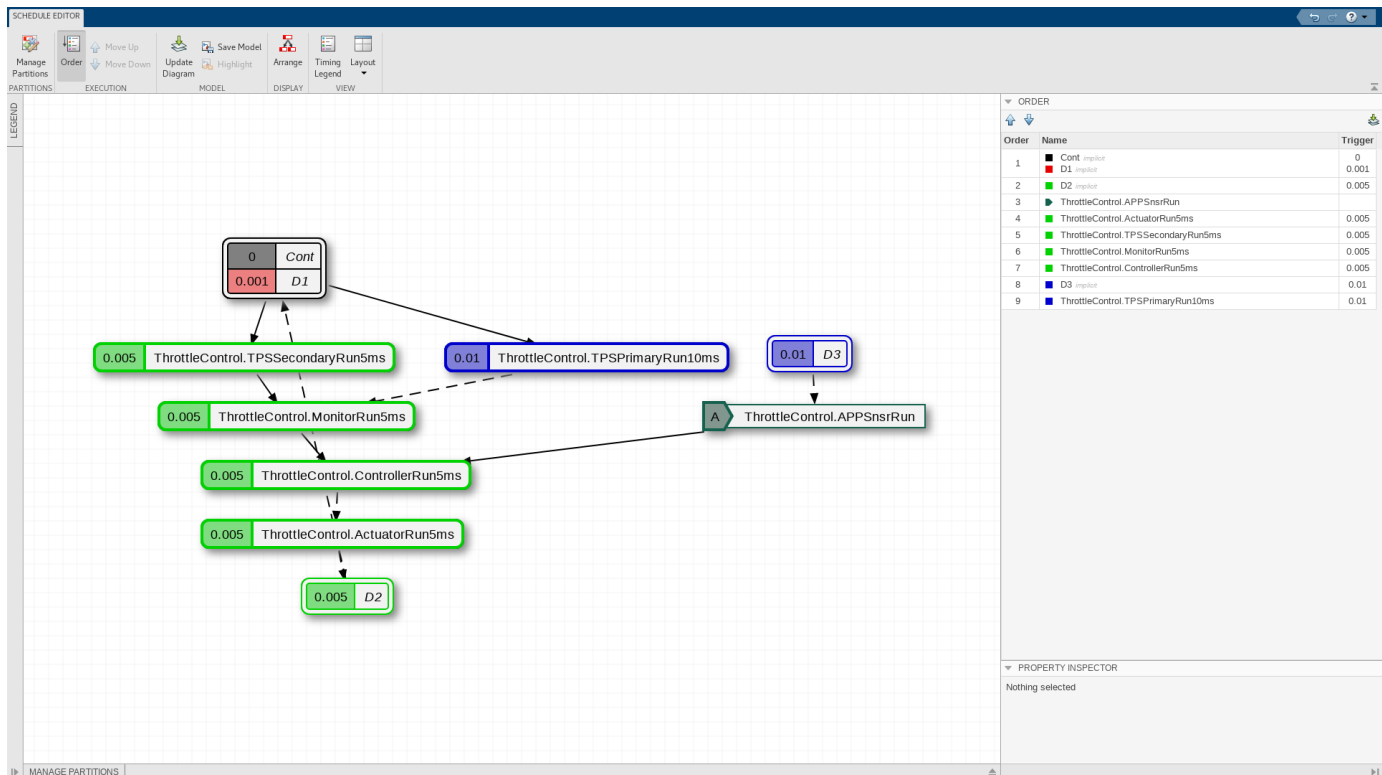 SCHEDULE EDITOR
Manage Partitions
Order
Move Up
Move Down
Update Diagram
Save Model
Highlight
Arrange
Timing Legend
Layout
PARTITIONS
EXECUTION
MODEL
DISPLAY
VIEW
LEGEND
0 Cont
0.001 D1
0.005 ThrottleControl.TPSSecondaryRun5ms
0.01 ThrottleControl.TPSPrimaryRun10ms
0.01 D3
0.005 ThrottleControl.MonitorRun5ms
A ThrottleControl.APPSnsrRun
0.005 ThrottleControl.ControllerRun5ms
0.005 ThrottleControl.ActuatorRun5ms
0.005 D2
MANAGE PARTITIONS
ORDER
Order Name Trigger
1 Cont implicit 0
D1 implicit 0.001
2 D2 implicit 0.005
3 ThrottleControl.APPSnsrRun
4 ThrottleControl.ActuatorRun5ms 0.005
5 ThrottleControl.TPSSecondaryRun5ms 0.005
6 ThrottleControl.MonitorRun5ms 0.005
7 ThrottleControl.ControllerRun5ms 0.005
8 D3 implicit 0.01
9 ThrottleControl.TPSPrimaryRun10ms 0.01
PROPERTY INSPECTOR
Nothing selected